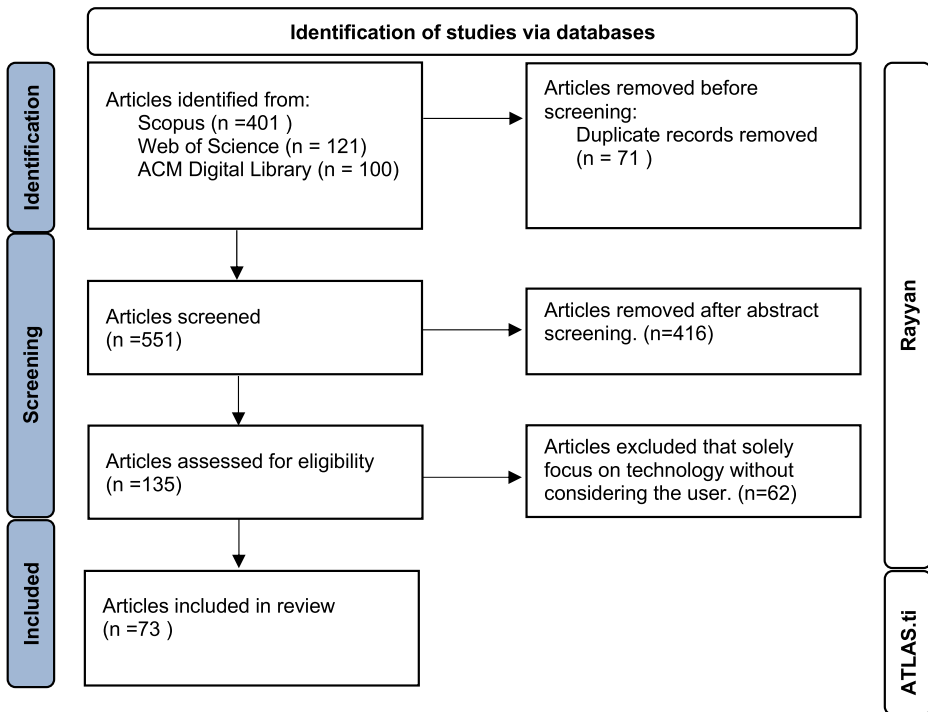 Identification of studies via databases
Identification
Articles identified from:
Scopus (n =401 )
Web of Science (n = 121)
ACM Digital Library (n = 100)
Articles removed before
screening:
Duplicate records removed
(n = 71 )
Screening
Articles screened
(n =551)
Articles removed after abstract
screening. (n=416)
Articles assessed for eligibility
(n =135)
Articles excluded that solely
focus on technology without
considering the user. (n=62)
Included
Articles included in review
(n =73 )
Rayyan
ATLAS.ti